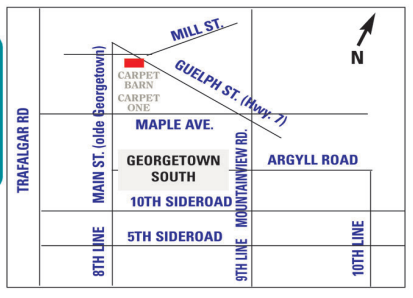 MILL ST.
N
GUELPH ST. (Hwy. 7)
CARPET
BARN
CARPET
ONE
MAIN ST. (olde Georgetown)
TRAFALGAR RD
MAPLE AVE.
MOUNTAINVIEW RD.
GEORGETOWN
SOUTH
ARGYLL ROAD
10TH SIDEROAD
5TH SIDEROAD
8TH LINE
9TH LINE
10TH LINE